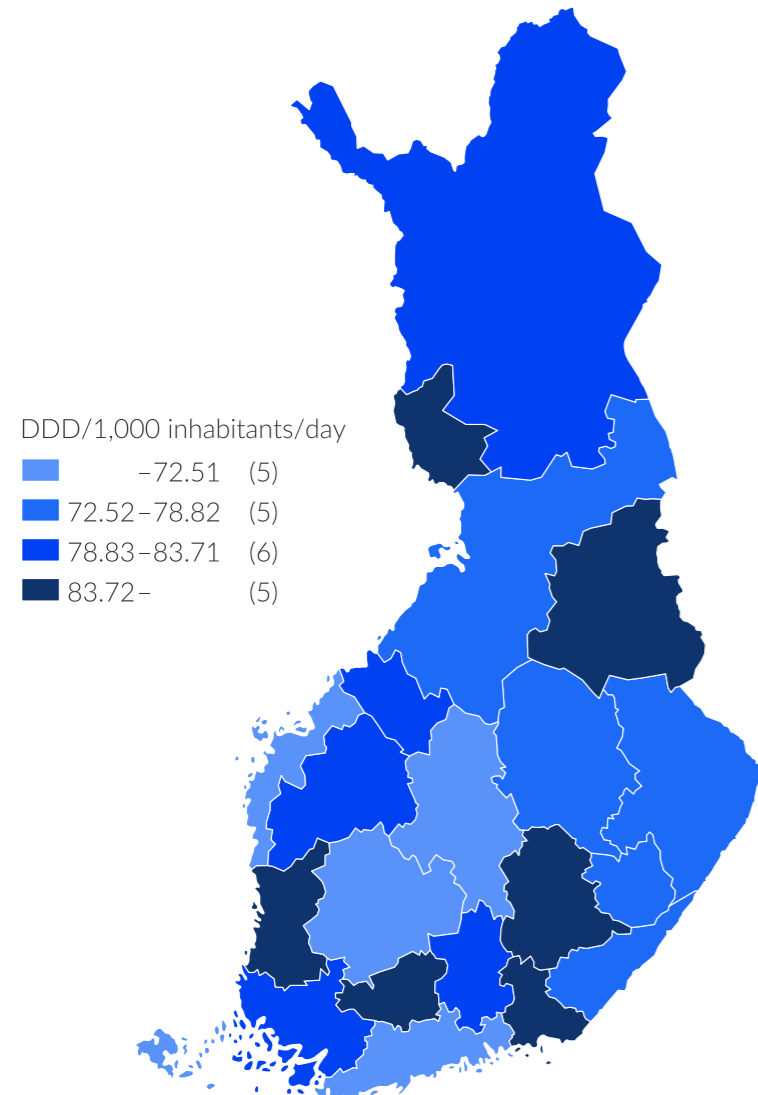 DDD/1,000 inhabitants/day
–72.51 (5)
72.52–78.82 (5)
78.83–83.71 (6)
83.72– (5)